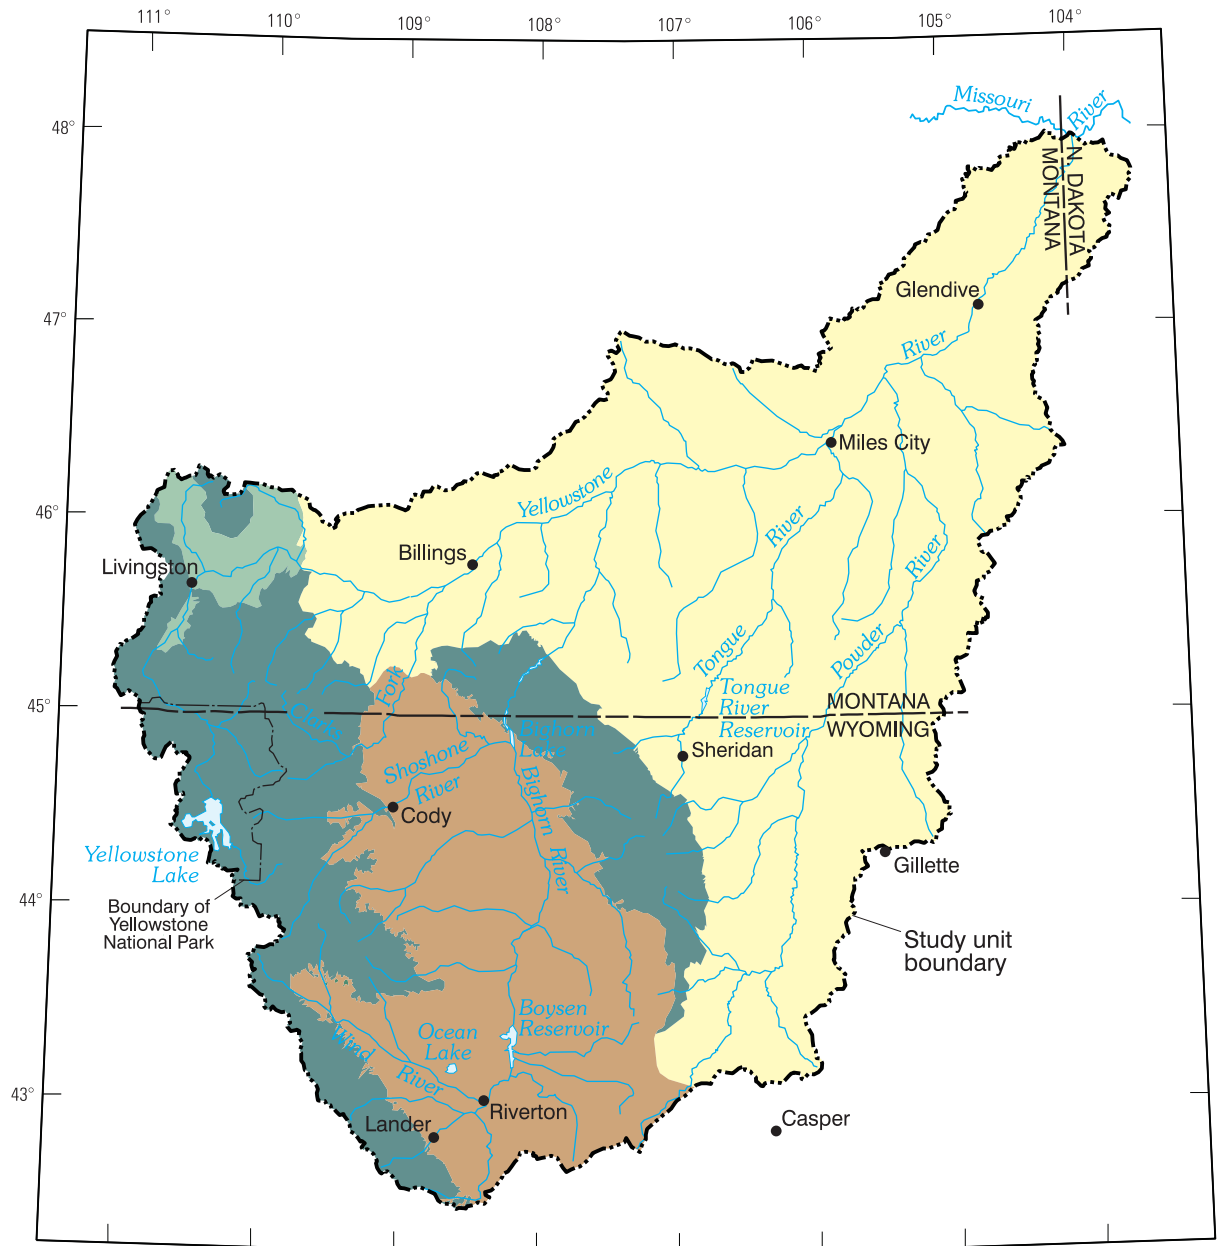 111°
110°
109°
108°
107°
106°
105°
104°
48°
47°
46°
45°
44°
43°
Missouri
River
N. DAKOTA
MONTANA
Glendive
River
Miles City
Yellowstone
River
River
Billings
Livingston
Tongue
Powder
Fork
Clarks
Tongue
River
Reservoir
MONTANA
WYOMING
Bighorn
Lake
Sheridan
Shoshone
River
Cody
Bighorn
River
Yellowstone
Lake
Gillette
Boundary of
Yellowstone
National Park
Study unit
boundary
Boysen
Reservoir
Ocean
Lake
Wind
River
Riverton
Lander
Casper